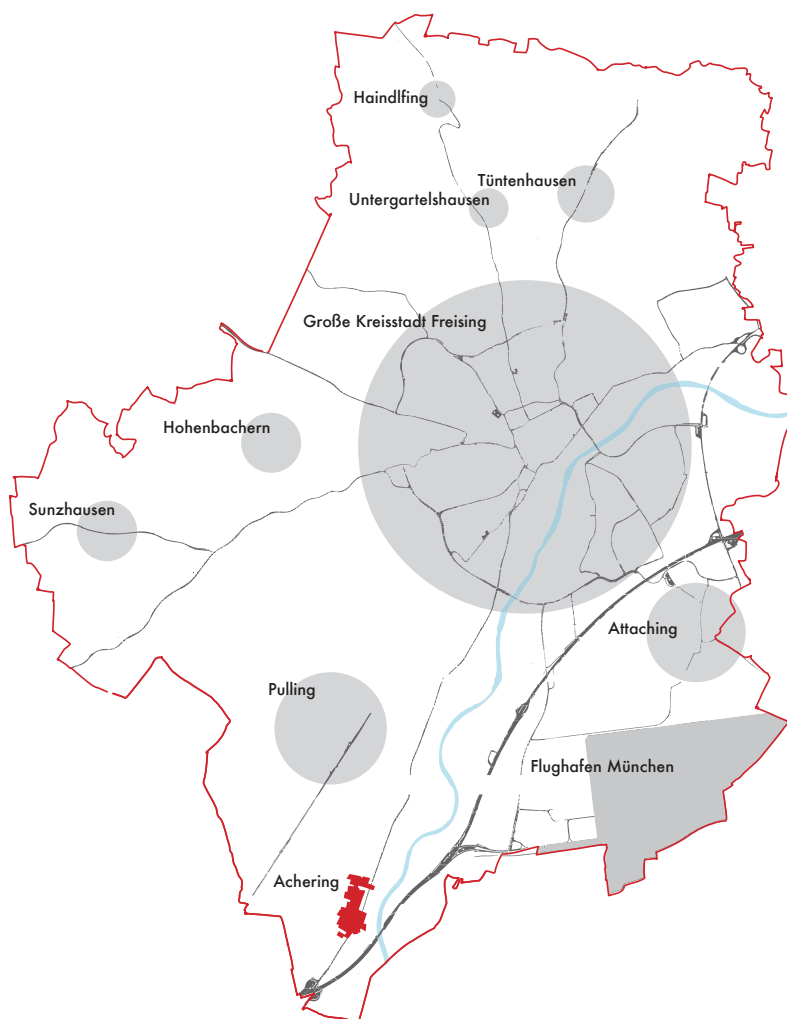 Haindlfing
Tüntenhausen
Untergartelshausen
Große Kreisstadt Freising
Hohenbachern
Sunzhausen
Attaching
Pulling
Flughafen München
Achering